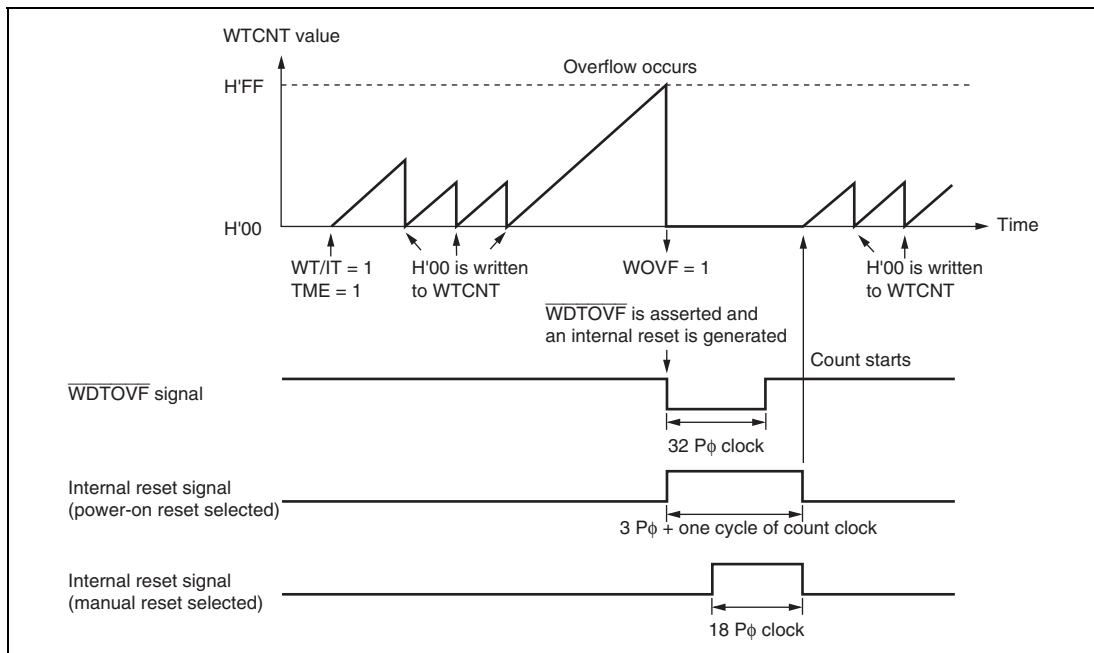 WTCNT value
Overflow occurs
H'FF
H'00
Time
WT/IT = 1
TME = 1
H'00 is written
to WTCNT
WOVF = 1
H'00 is written
to WTCNT
WDTOVF is asserted and
an internal reset is generated
Count starts
WDTOVF signal
32 Pϕ clock
Internal reset signal
(power-on reset selected)
3 Pϕ + one cycle of count clock
Internal reset signal
(manual reset selected)
18 Pϕ clock